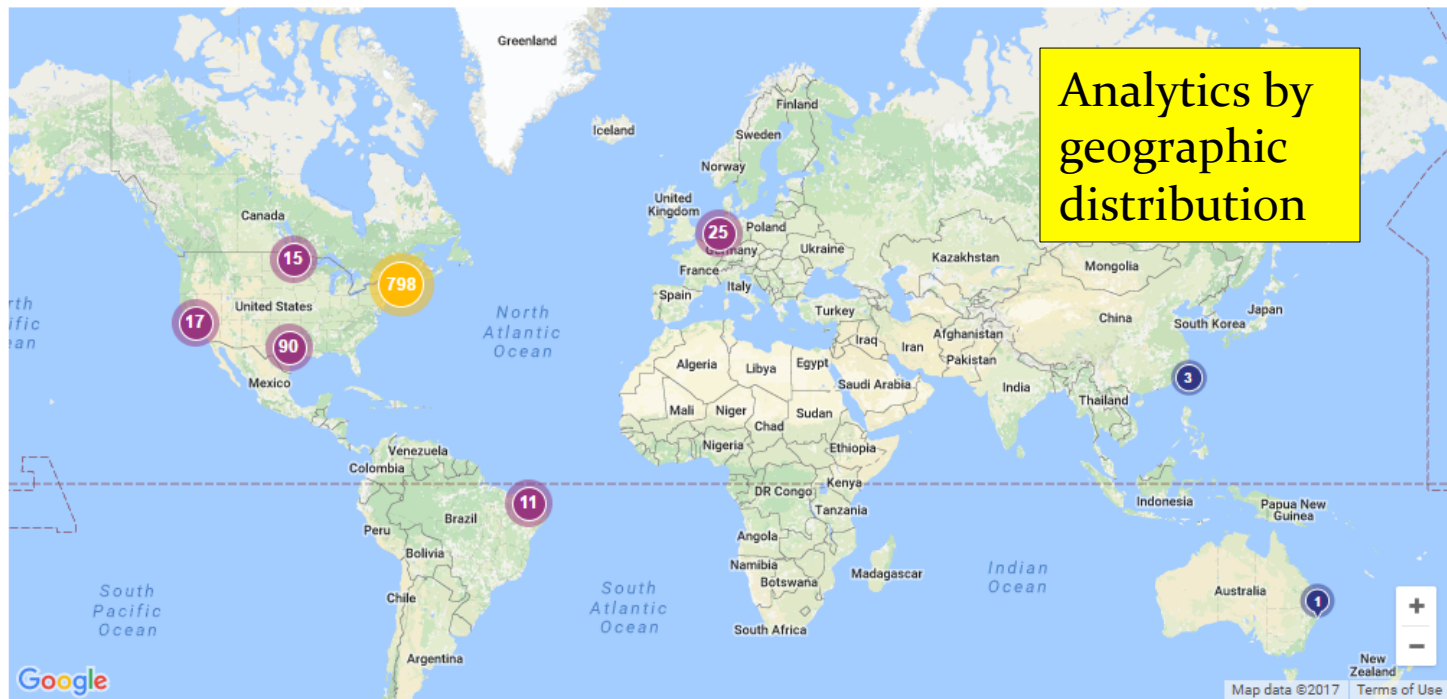 Greenland
Analytics by
geographic
distribution
Finland
Iceland
Sweden
Norway
United
Kingdom
Canada
25
Poland
Germany
Ukraine
15
France
Kazakhstan
Mongolia
798
Italy
United States
Spain
Turkey
Japan
17
North
Atlantic
Ocean
China
South Korea
90
Iraq
Iran
Afghanistan
Pakistan
Algeria
Libya
Egypt
Saudi Arabia
Mexico
India
3
Thailand
Mali
Niger
Sudan
Chad
Nigeria
Ethiopia
Venezuela
Colombia
DR Congo
Kenya
Indonesia
Papua New
Guinea
11
Brazil
Tanzania
Peru
Angola
Bolivia
Namibia
Botswana
Madagascar
Indian
Ocean
South
Pacific
Ocean
Chile
South
Atlantic
Ocean
Australia
1
+
South Africa
−
Argentina
New
Zealand
Google
Map data ©2017
Terms of Use